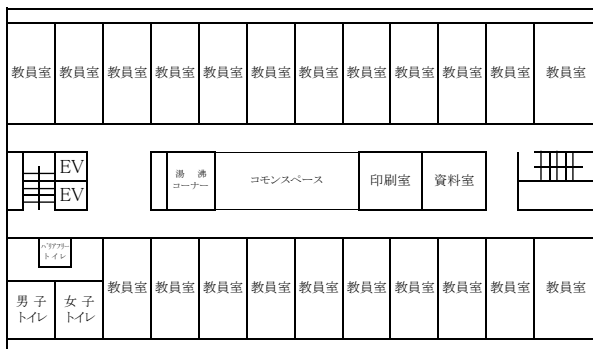 教員室 教員室 教員室 教員室 教員室 教員室 教員室 教員室 教員室 教員室 教員室 教員室
EV
EV
湯 沸
コーナー
コモンスペース
印刷室
資料室
バリアフリー
トイレ
男 子
トイレ
女 子
トイレ
教員室 教員室 教員室 教員室 教員室 教員室 教員室 教員室 教員室 教員室